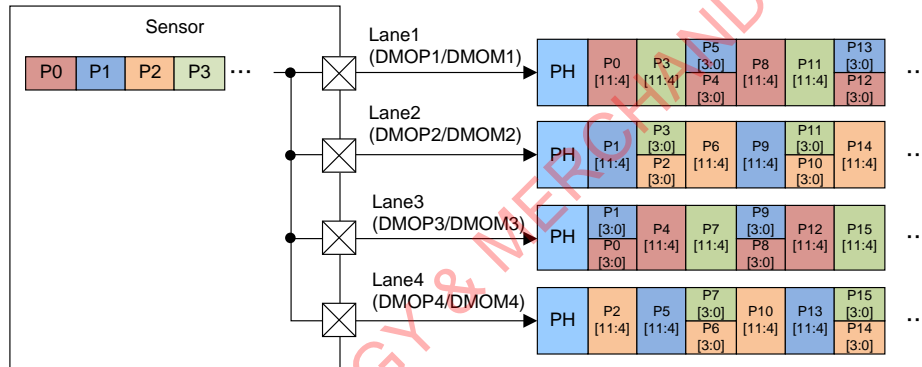 Sensor
P0 P1 P2 P3 ···
Lane1
(DMOP1/DMOM1)
PH
P0
[11:4]
P3
[11:4]
P5
[3:0]
P4
[3:0]
P8
[11:4]
P11
[11:4]
P13
[3:0]
P12
[3:0]
Lane2
(DMOP2/DMOM2)
PH
P1
[11:4]
P3
[3:0]
P2
[3:0]
P6
[11:4]
P9
[11:4]
P11
[3:0]
P10
[3:0]
P14
[11:4]
Lane3
(DMOP3/DMOM3)
PH
P1
[3:0]
P0
[3:0]
P4
[11:4]
P7
[11:4]
P9
[3:0]
P8
[3:0]
P12
[11:4]
P15
[11:4]
Lane4
(DMOP4/DMOM4)
PH
P2
[11:4]
P5
[11:4]
P7
[3:0]
P6
[3:0]
P10
[11:4]
P13
[11:4]
P15
[3:0]
P14
[3:0]
GY & MERCHAND